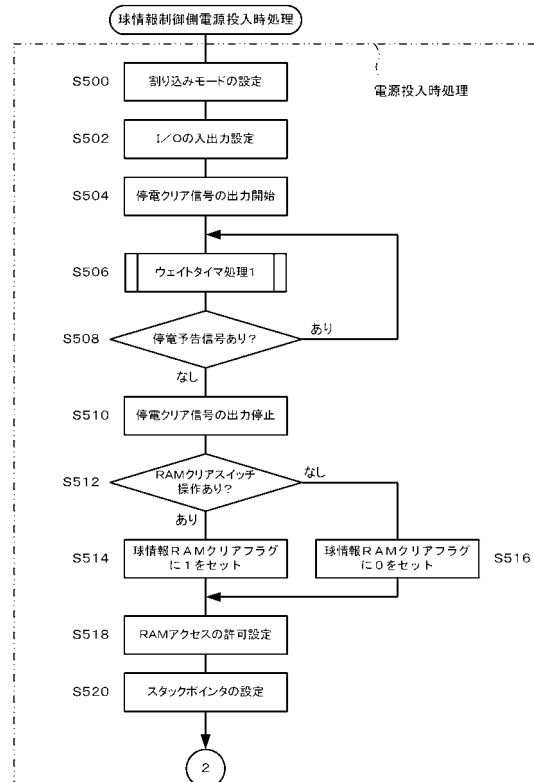 球情報制御側電源投入時処理
電源投入時処理
S500
割り込みモードの設定
S502
I/Oの入出力設定
S504
停電クリア信号の出力開始
S506
ウェイトタイマ処理1
S508
停電予告信号あり?
あり
なし
S510
停電クリア信号の出力停止
S512
RAMクリアスイッチ
操作あり?
なし
あり
S514
球情報RAMクリアフラグ
に1をセット
球情報RAMクリアフラグ
に0をセット
S516
S518
RAMアクセスの許可設定
S520
スタックポインタの設定
2